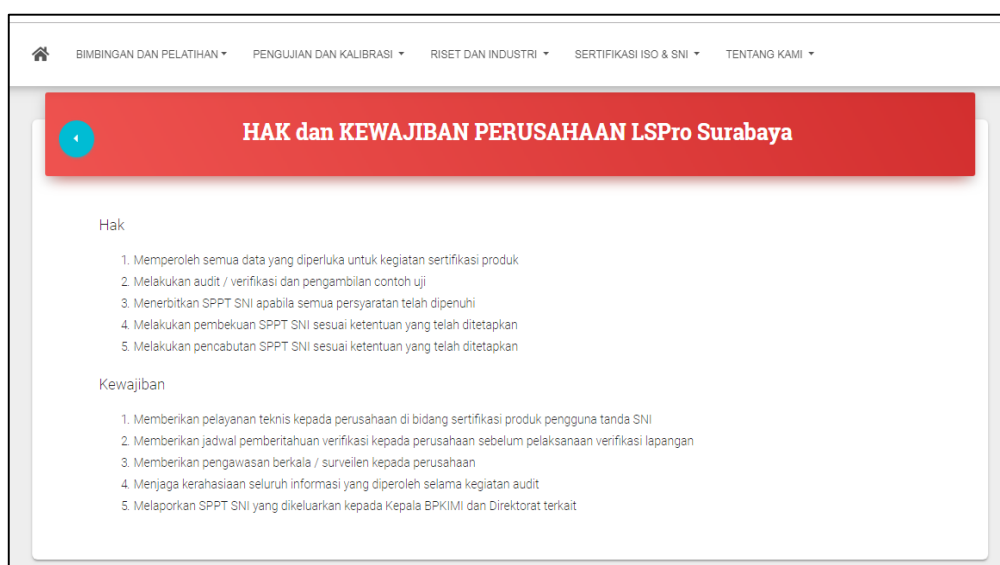 BIMBINGAN DAN PELATIHAN PENGUJIAN DAN KALIBRASI RISET DAN INDUSTRI SERTIFIKASI ISO & SNI TENTANG KAMI
HAK dan KEWAJIBAN PERUSAHAAN LSPro Surabaya
Hak
1. Memperoleh semua data yang diperluka untuk kegiatan sertifikasi produk
2. Melakukan audit / verifikasi dan pengambilan contoh uji
3. Menerbitkan SPPT SNI apabila semua persyaratan telah dipenuhi
4. Melakukan pembekuan SPPT SNI sesuai ketentuan yang telah ditetapkan
5. Melakukan pencabutan SPPT SNI sesuai ketentuan yang telah ditetapkan
Kewajiban
1. Memberikan pelayanan teknis kepada perusahaan di bidang sertifikasi produk pengguna tanda SNI
2. Memberikan jadwal pemberitahuan verifikasi kepada perusahaan sebelum pelaksanaan verifikasi lapangan
3. Memberikan pengawasan berkala / surveilen kepada perusahaan
4. Menjaga kerahasiaan seluruh informasi yang diperoleh selama kegiatan audit
5. Melaporkan SPPT SNI yang dikeluarkan kepada Kepala BPKIMI dan Direktorat terkait